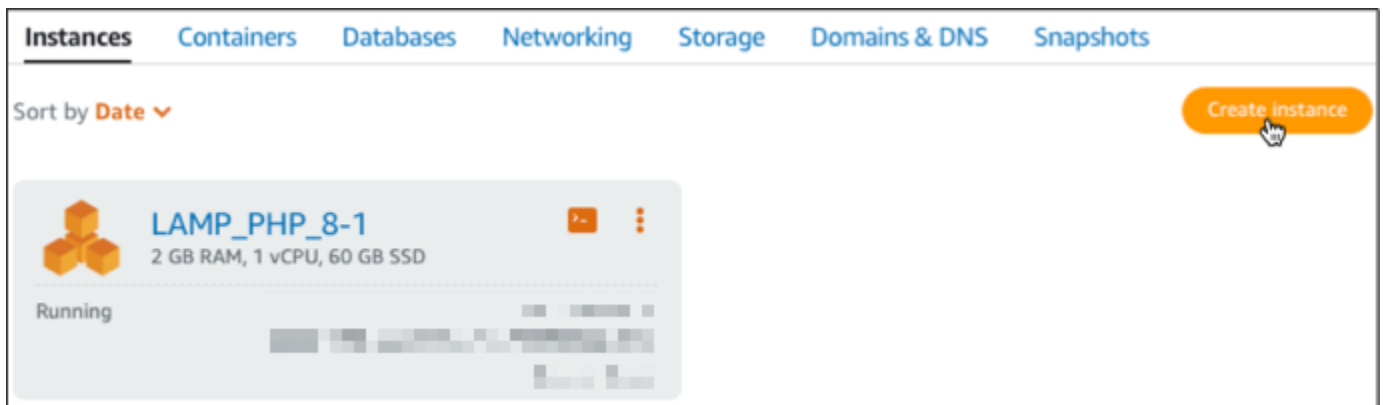 Instances Containers Databases Networking Storage Domains & DNS Snapshots
Sort by Date
Create instance
LAMP_PHP_8-1
2 GB RAM, 1 vCPU, 60 GB SSD
Running